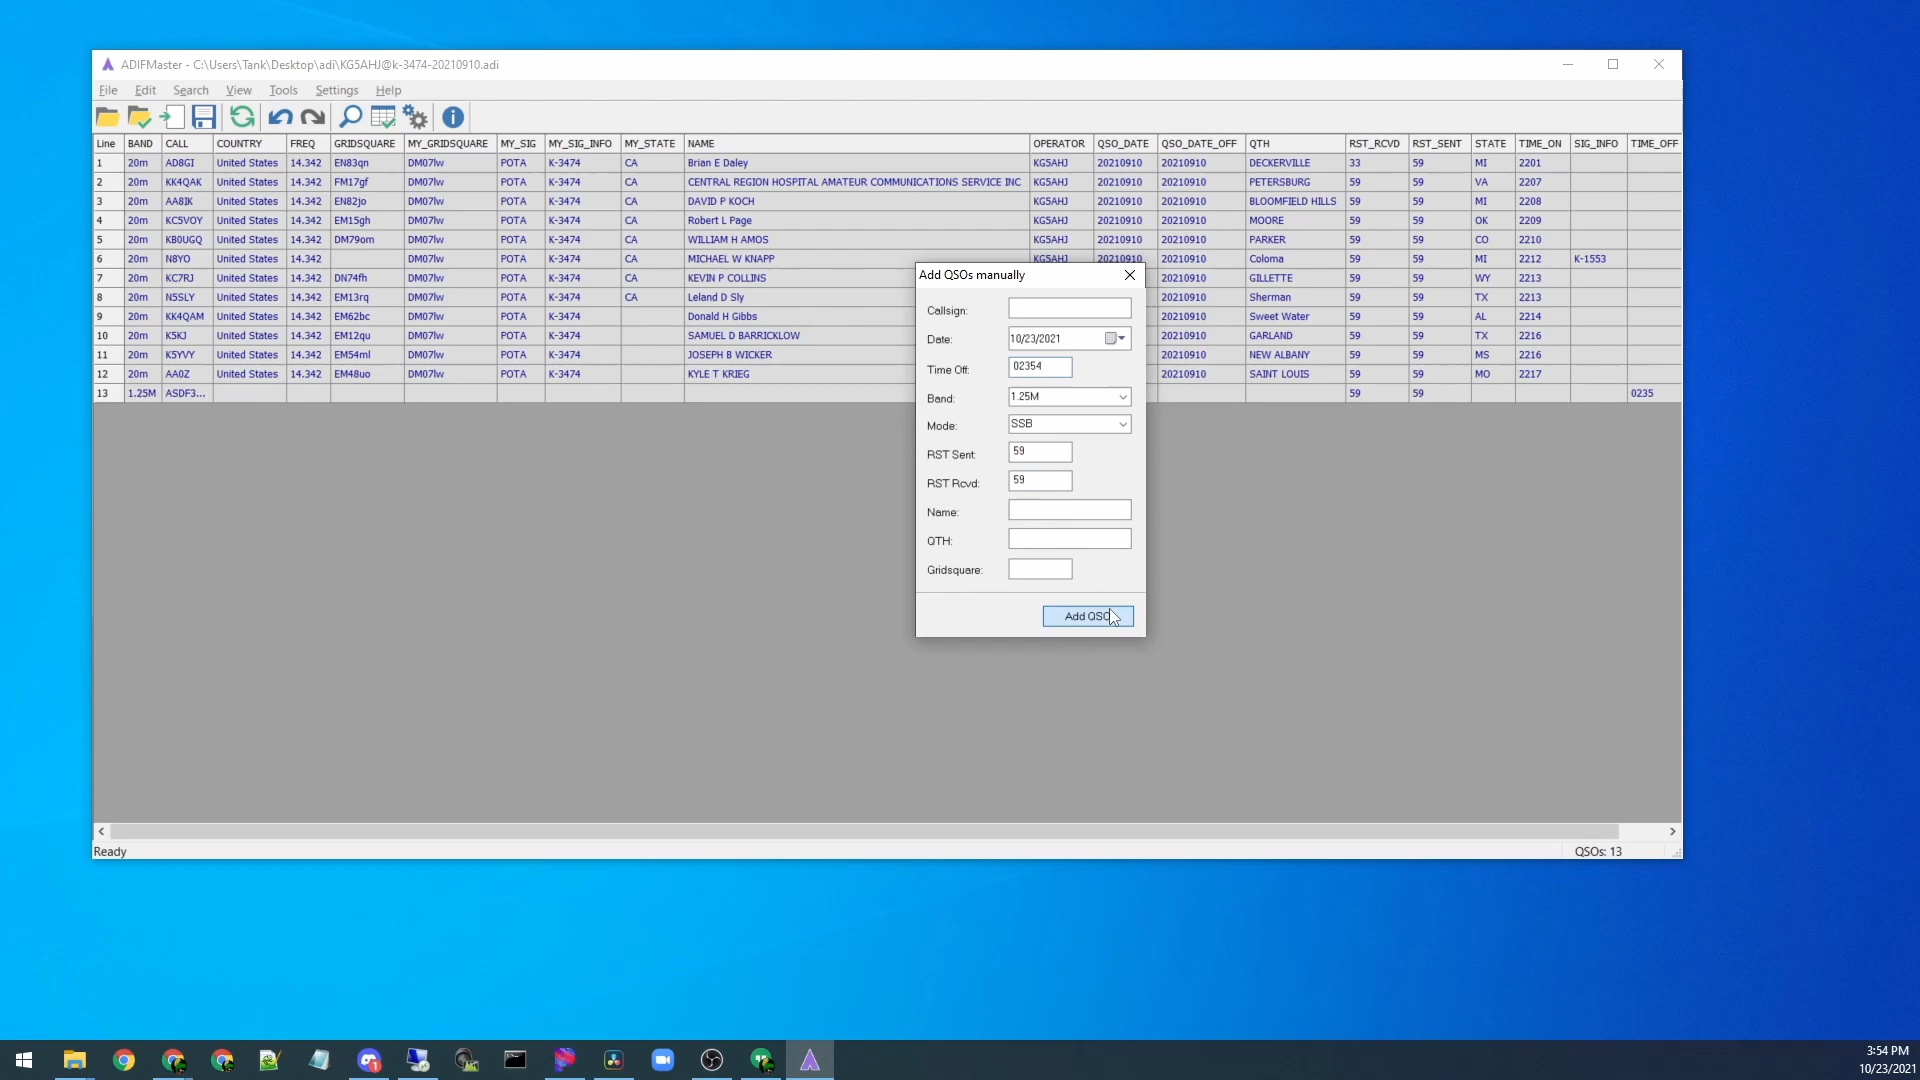 ADIFMaster - C:\Users\Tank\Desktop\adi\KG5AHJ@k-3474-20210910.adi
File Edit Search View Tools Settings Help
Line BAND CALL COUNTRY FREQ GRIDSQUARE MY_GRIDSQUARE MY_SIG MY_SIG_INFO MY_STATE NAME OPERATOR QSO_DATE QSO_DATE_OFF QTH RST_RCVD RST_SENT STATE TIME_ON SIG_INFO TIME_OFF
1 20m AD8GI United States 14.342 EN83qn DM07lw POTA K-3474 CA Brian E Daley KG5AHJ 20210910 20210910 DECKERVILLE 33 59 MI 2201
2 20m KK4QAK United States 14.342 FM17gf DM07lw POTA K-3474 CA CENTRAL REGION HOSPITAL AMATEUR COMMUNICATIONS SERVICE INC KG5AHJ 20210910 20210910 PETERSBURG 59 59 VA 2207
3 20m AA8IK United States 14.342 EN82jo DM07lw POTA K-3474 CA DAVID P KOCH KG5AHJ 20210910 20210910 BLOOMFIELD HILLS 59 59 MI 2208
4 20m KC5VOY United States 14.342 EM15gh DM07lw POTA K-3474 CA Robert L Page KG5AHJ 20210910 20210910 MOORE 59 59 OK 2209
5 20m KB0UGQ United States 14.342 DM79om DM07lw POTA K-3474 CA WILLIAM H AMOS KG5AHJ 20210910 20210910 PARKER 59 59 CO 2210
6 20m N8YO United States 14.342 DM07lw POTA K-3474 CA MICHAEL W KNAPP KG5AHJ 20210910 20210910 Coloma 59 59 MI 2212 K-1553
7 20m KC7RJ United States 14.342 DN74fh DM07lw POTA K-3474 CA KEVIN P COLLINS 20210910 GILLETTE 59 59 WY 2213
8 20m N5SLY United States 14.342 EM13rq DM07lw POTA K-3474 CA Leland D Sly 20210910 Sherman 59 59 TX 2213
9 20m KK4QAM United States 14.342 EM62bc DM07lw POTA K-3474 Donald H Gibbs 20210910 Sweet Water 59 59 AL 2214
10 20m K5KJ United States 14.342 EM12qu DM07lw POTA K-3474 SAMUEL D BARRICKLOW 20210910 GARLAND 59 59 TX 2216
11 20m K5YVY United States 14.342 EM54ml DM07lw POTA K-3474 JOSEPH B WICKER 20210910 NEW ALBANY 59 59 MS 2216
12 20m AA0Z United States 14.342 EM48uo DM07lw POTA K-3474 KYLE T KRIEG 20210910 SAINT LOUIS 59 59 MO 2217
13 1.25M ASDF3... 59 59 0235
Add QSOs manually
Callsign:
Date: 10/23/2021
Time Off: 02354
Band: 1.25M
Mode: SSB
RST Sent: 59
RST Rcvd: 59
Name:
QTH:
Gridsquare:
Add QSO
Ready QSOs: 13
3:54 PM
10/23/2021